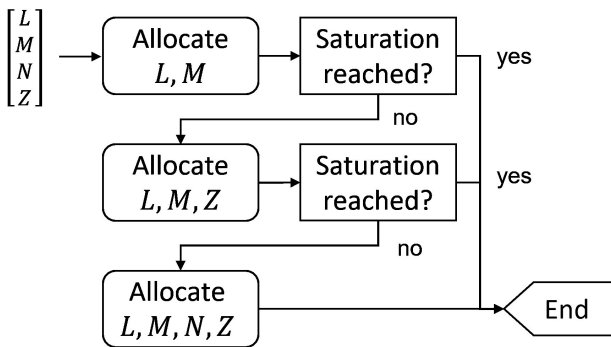 L
M
N
Z
Allocate
L, M
Saturation
reached?
yes
no
Allocate
L, M, Z
Saturation
reached?
yes
no
Allocate
L, M, N, Z
End